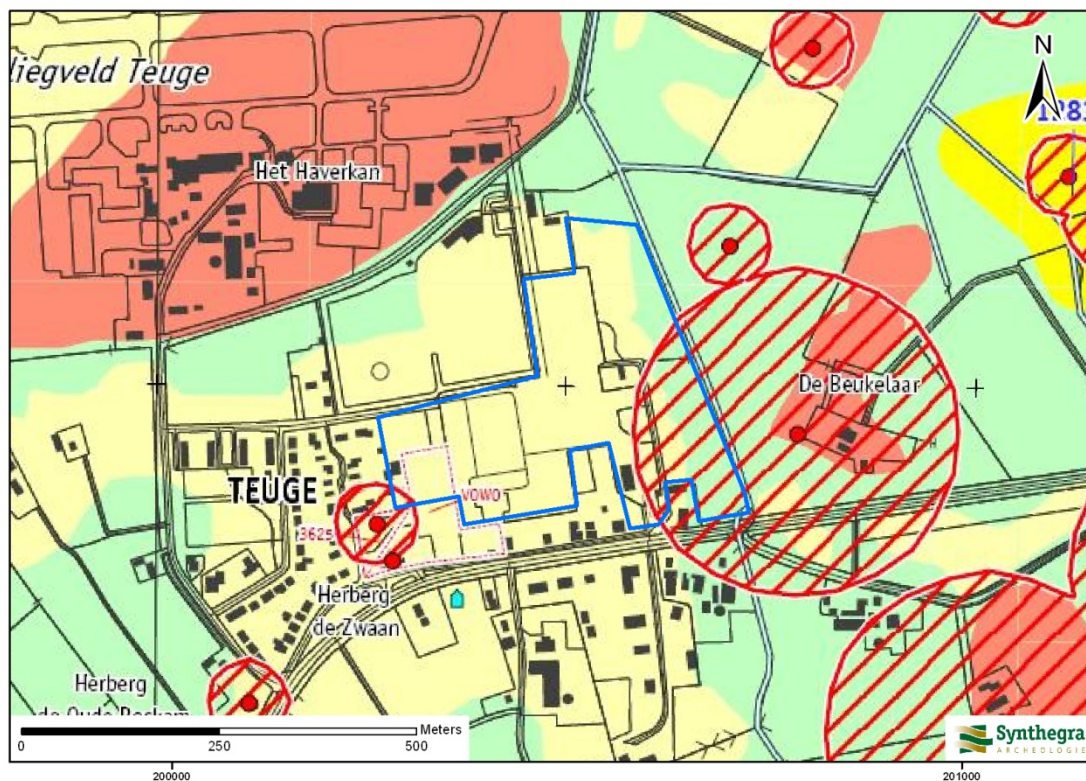 liegveld Teuge
N
Het Haverkan
De Beukelaar
TEUGE
VOWO
3625
Herberg
de Zwaan
Herberg
Meters
0 250 500
Synthegra
ARCHEOLOGIE
200000 201000